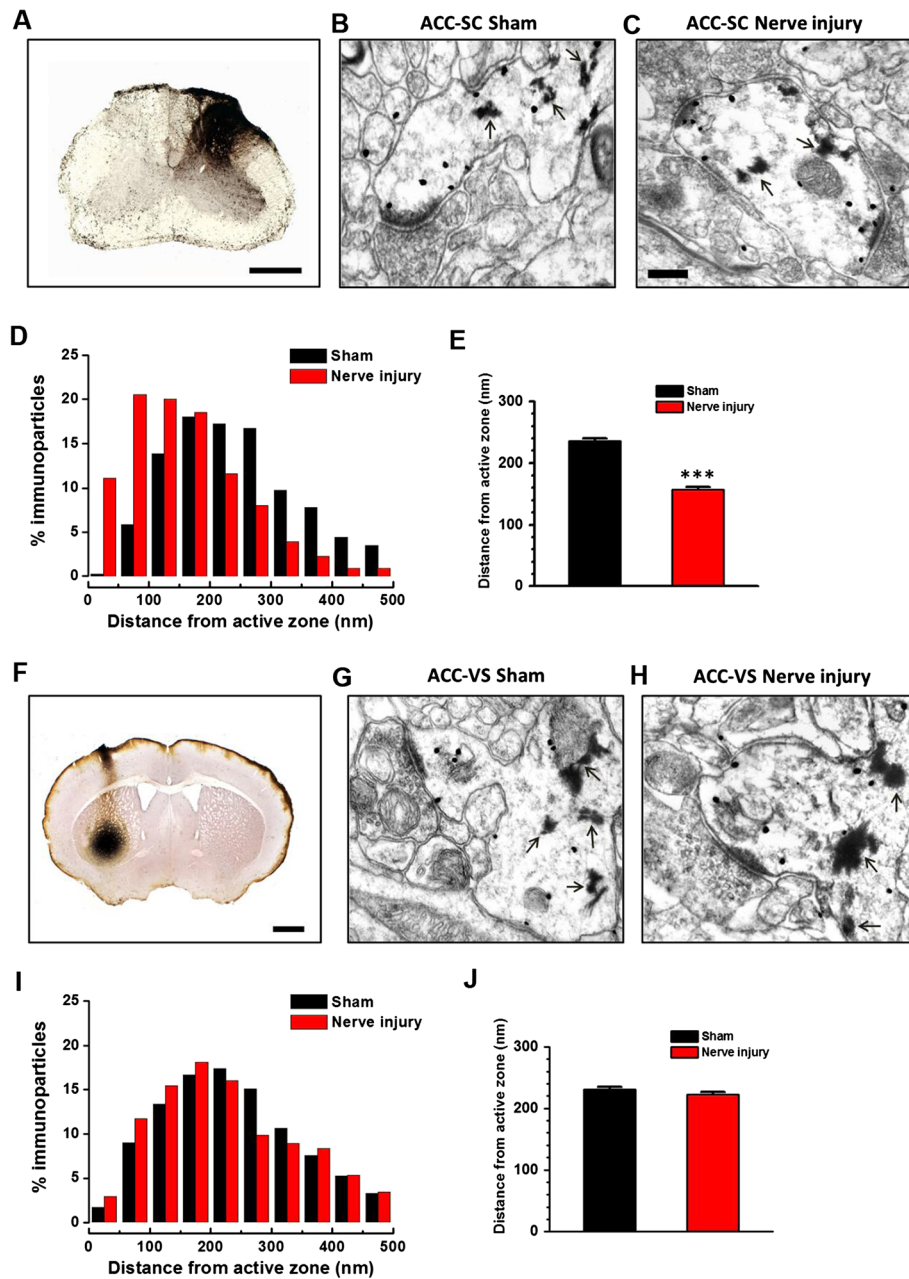 A
B
ACC-SC Sham
C
ACC-SC Nerve injury
D
25
20
15
10
5
0
% immunoparticles
Sham
Nerve injury
0 100 200 300 400 500
Distance from active zone (nm)
E
300
200
100
0
Distance from active zone (nm)
Sham
Nerve injury
***
F
G
ACC-VS Sham
H
ACC-VS Nerve injury
I
25
20
15
10
5
0
% immunoparticles
Sham
Nerve injury
0 100 200 300 400 500
Distance from active zone (nm)
J
300
200
100
0
Distance from active zone (nm)
Sham
Nerve injury